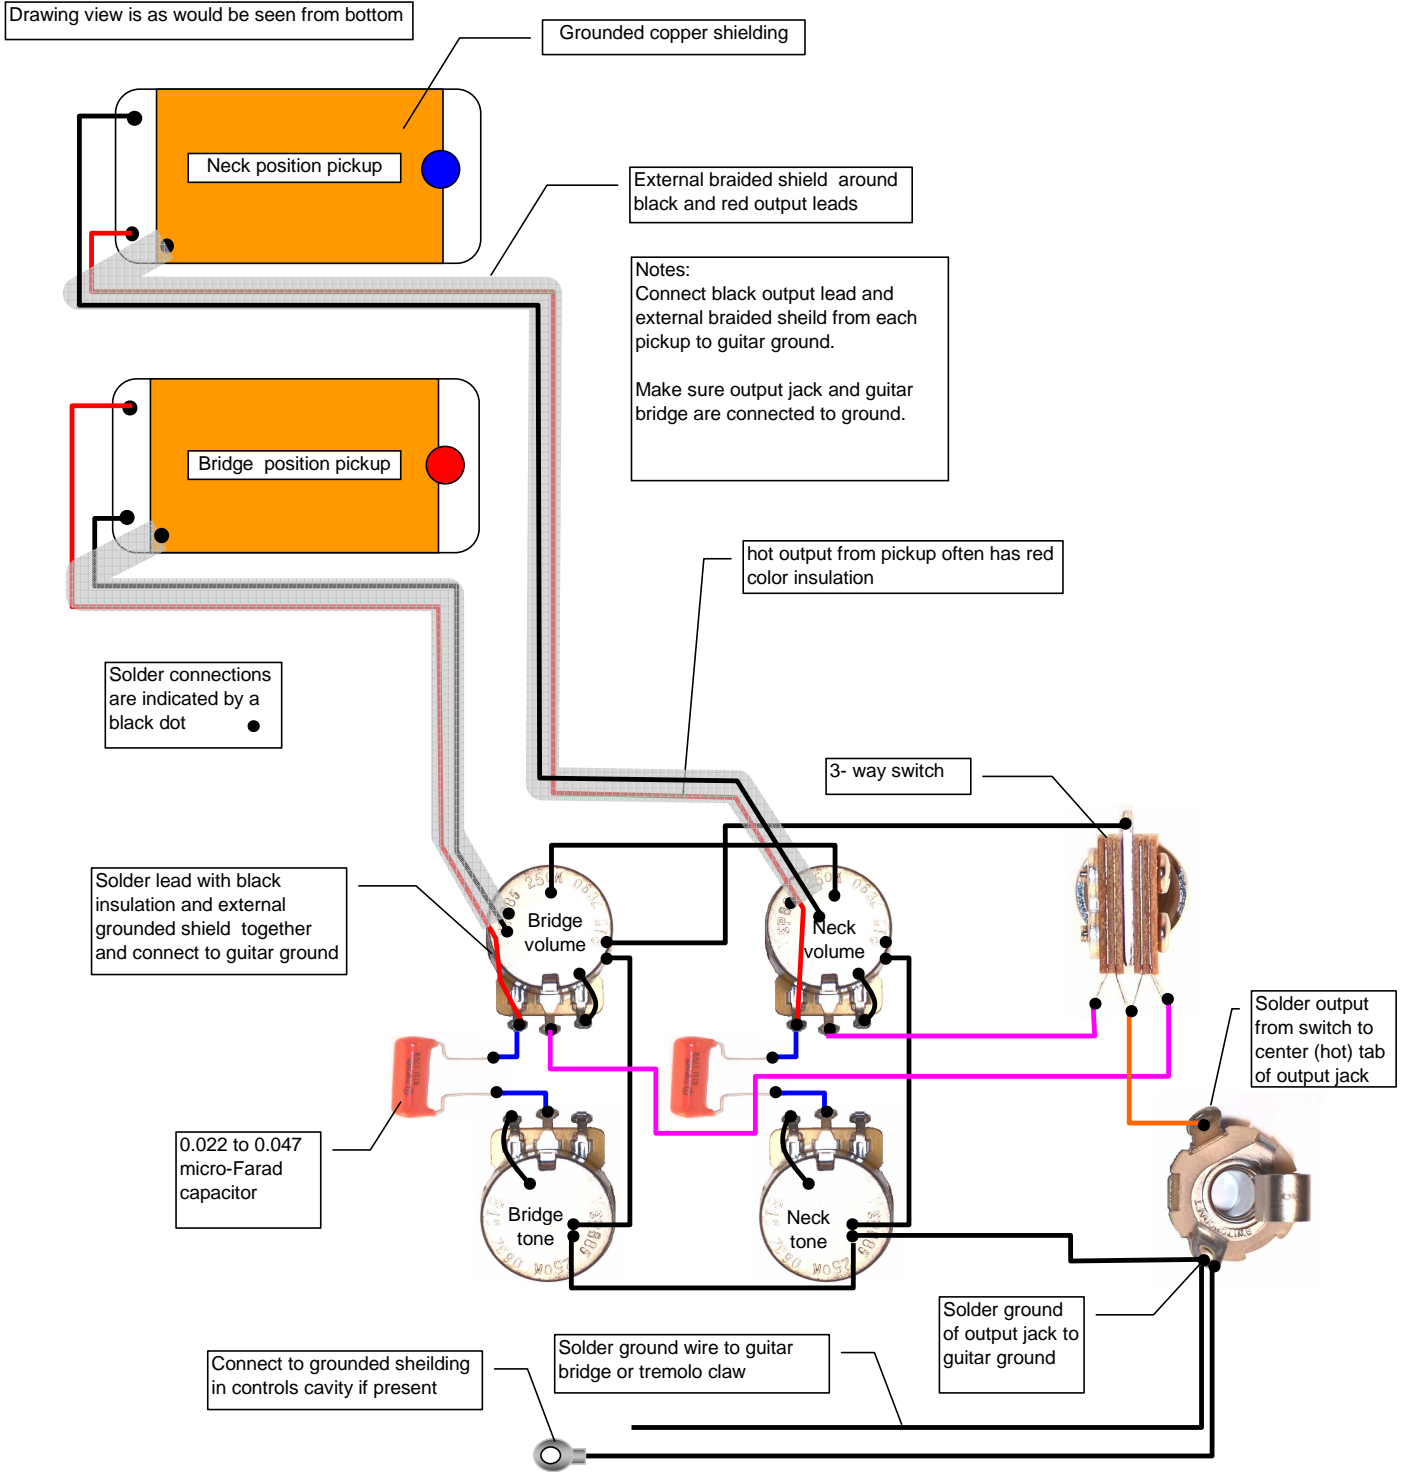 Drawing view is as would be seen from bottom
Grounded copper shielding
Neck position pickup
External braided shield around
black and red output leads
Notes:
Connect black output lead and
external braided sheild from each
pickup to guitar ground.
Make sure output jack and guitar
bridge are connected to ground.
Bridge position pickup
hot output from pickup often has red
color insulation
Solder connections
are indicated by a
black dot
3- way switch
Solder lead with black
insulation and external
grounded shield together
and connect to guitar ground
Bridge
volume
Neck
volume
Solder output
from switch to
center (hot) tab
of output jack
0.022 to 0.047
micro-Farad
capacitor
Bridge
tone
Neck
tone
Solder ground
of output jack to
guitar ground
Solder ground wire to guitar
bridge or tremolo claw
Connect to grounded sheilding
in controls cavity if present